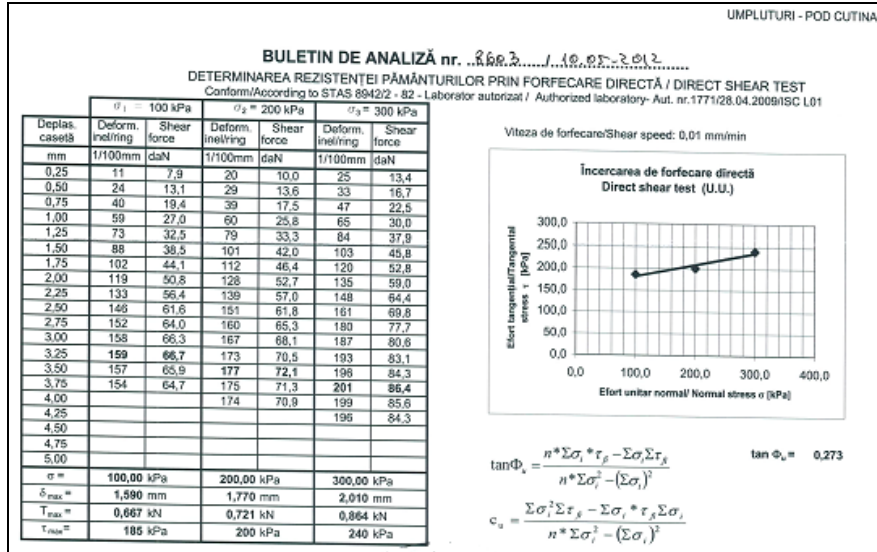 UMPLUTURI - POD CUTINA
BULETIN DE ANALIZĂ nr. 8603 / 10.05-2012
DETERMINAREA REZISTENȚEI PĂMÂNTURILOR PRIN FORFECARE DIRECTĂ / DIRECT SHEAR TEST
Conform/According to STAS 8942/2 - 82 - Laborator autorizat / Authorized laboratory- Aut. nr.1771/28.04.2009/ISC L01
σ₁ = 100 kPa σ₂ = 200 kPa σ₃ = 300 kPa
Deplas. casetă Deform. inel/ring Shear force Deform. inel/ring Shear force Deform. inel/ring Shear force
mm 1/100mm daN 1/100mm daN 1/100mm daN
0,25 11 7,9 20 10,0 25 13,4
0,50 24 13,1 29 13,6 33 16,7
0,75 40 19,4 39 17,5 47 22,5
1,00 59 27,0 60 25,8 65 30,0
1,25 73 32,5 79 33,3 84 37,9
1,50 88 38,5 101 42,0 103 45,8
1,75 102 44,1 112 46,4 120 52,8
2,00 119 50,8 128 52,7 135 59,0
2,25 133 56,4 139 57,0 148 64,4
2,50 146 61,6 151 61,8 161 69,8
2,75 152 64,0 160 65,3 180 77,7
3,00 158 66,3 167 68,1 187 80,6
3,25 159 66,7 173 70,5 193 83,1
3,50 157 65,9 177 72,1 196 84,3
3,75 154 64,7 175 71,3 201 86,4
4,00 174 70,9 199 85,6
4,25 196 84,3
4,50
4,75
5,00
σ = 100,00 kPa 200,00 kPa 300,00 kPa
δmax = 1,590 mm 1,770 mm 2,010 mm
Tmax = 0,667 kN 0,721 kN 0,864 kN
τmax = 185 kPa 200 kPa 240 kPa
Viteza de forfecare/Shear speed: 0,01 mm/min
Încercarea de forfecare directă
Direct shear test (U.U.)
Efort tangențial/Tangental stress τ [kPa]
300,0
250,0
200,0
150,0
100,0
50,0
0,0
0,0 100,0 200,0 300,0 400,0
Efort unitar normal/ Normal stress σ [kPa]
tanΦᵤ = (n*Σσᵢ*τfi − ΣσᵢΣτfi) / (n*Σσᵢ² − (Σσᵢ)²)
tan Φᵤ = 0,273
cᵤ = (Σσᵢ²Στfi − Σσᵢ*τfiΣσᵢ) / (n*Σσᵢ² − (Σσᵢ)²)